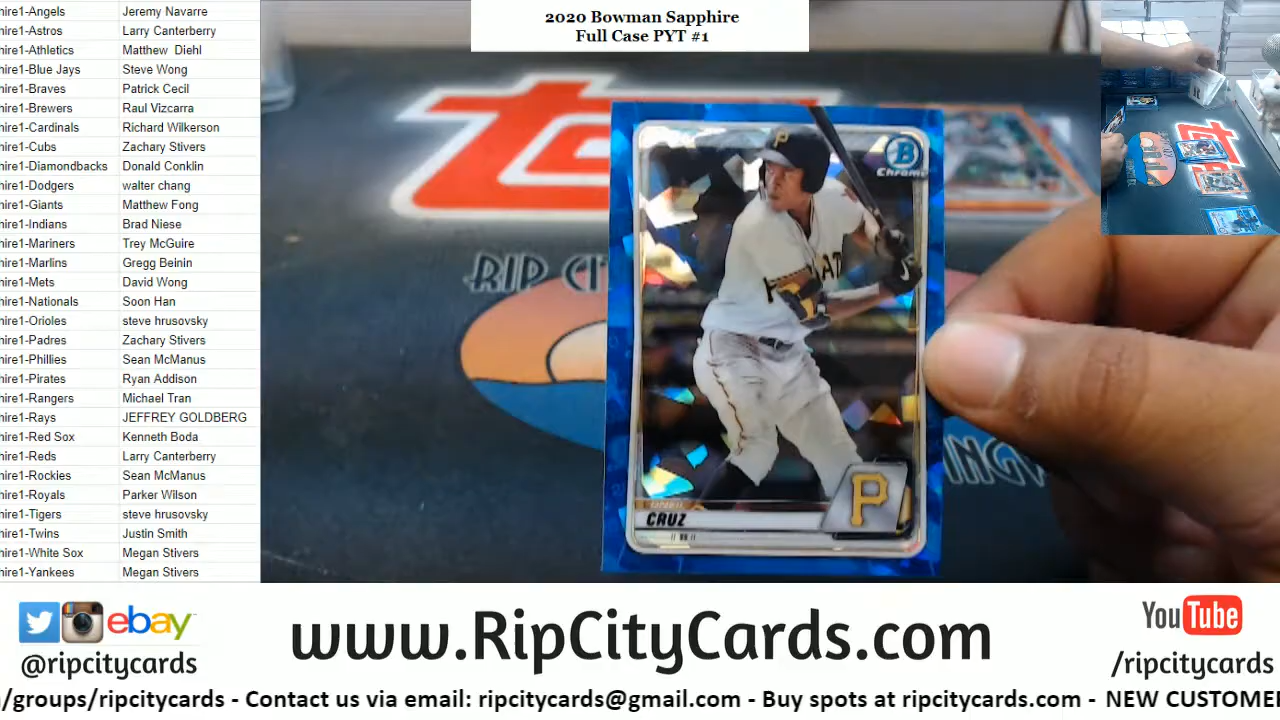 2020 Bowman Sapphire
Full Case PYT #1
hire1-Angels Jeremy Navarre
hire1-Astros Larry Canterberry
hire1-Athletics Matthew Diehl
hire1-Blue Jays Steve Wong
hire1-Braves Patrick Cecil
hire1-Brewers Raul Vizcarra
hire1-Cardinals Richard Wilkerson
hire1-Cubs Zachary Stivers
hire1-Diamondbacks Donald Conklin
hire1-Dodgers walter chang
hire1-Giants Matthew Fong
hire1-Indians Brad Niese
hire1-Mariners Trey McGuire
hire1-Marlins Gregg Beinin
hire1-Mets David Wong
hire1-Nationals Soon Han
hire1-Orioles steve hrusovsky
hire1-Padres Zachary Stivers
hire1-Phillies Sean McManus
hire1-Pirates Ryan Addison
hire1-Rangers Michael Tran
hire1-Rays JEFFREY GOLDBERG
hire1-Red Sox Kenneth Boda
hire1-Reds Larry Canterberry
hire1-Rockies Sean McManus
hire1-Royals Parker Wilson
hire1-Tigers steve hrusovsky
hire1-Twins Justin Smith
hire1-White Sox Megan Stivers
hire1-Yankees Megan Stivers
RIP CI
P
B
Chrome
P
CRUZ
ebay
@ripcitycards
www.RipCityCards.com
YouTube
/ripcitycards
/groups/ripcitycards - Contact us via email: ripcitycards@gmail.com - Buy spots at ripcitycards.com - NEW CUSTOME